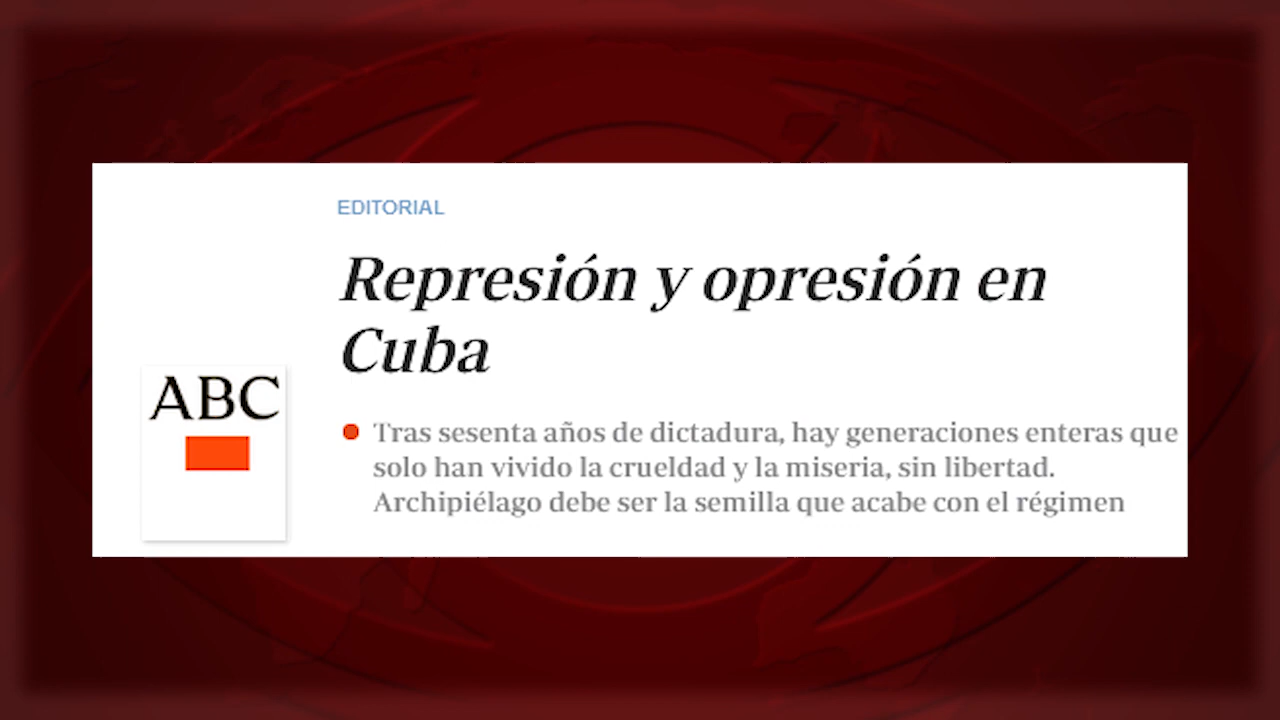 EDITORIAL
Represión y opresión en
Cuba
ABC
Tras sesenta años de dictadura, hay generaciones enteras que
solo han vivido la crueldad y la miseria, sin libertad.
Archipiélago debe ser la semilla que acabe con el régimen